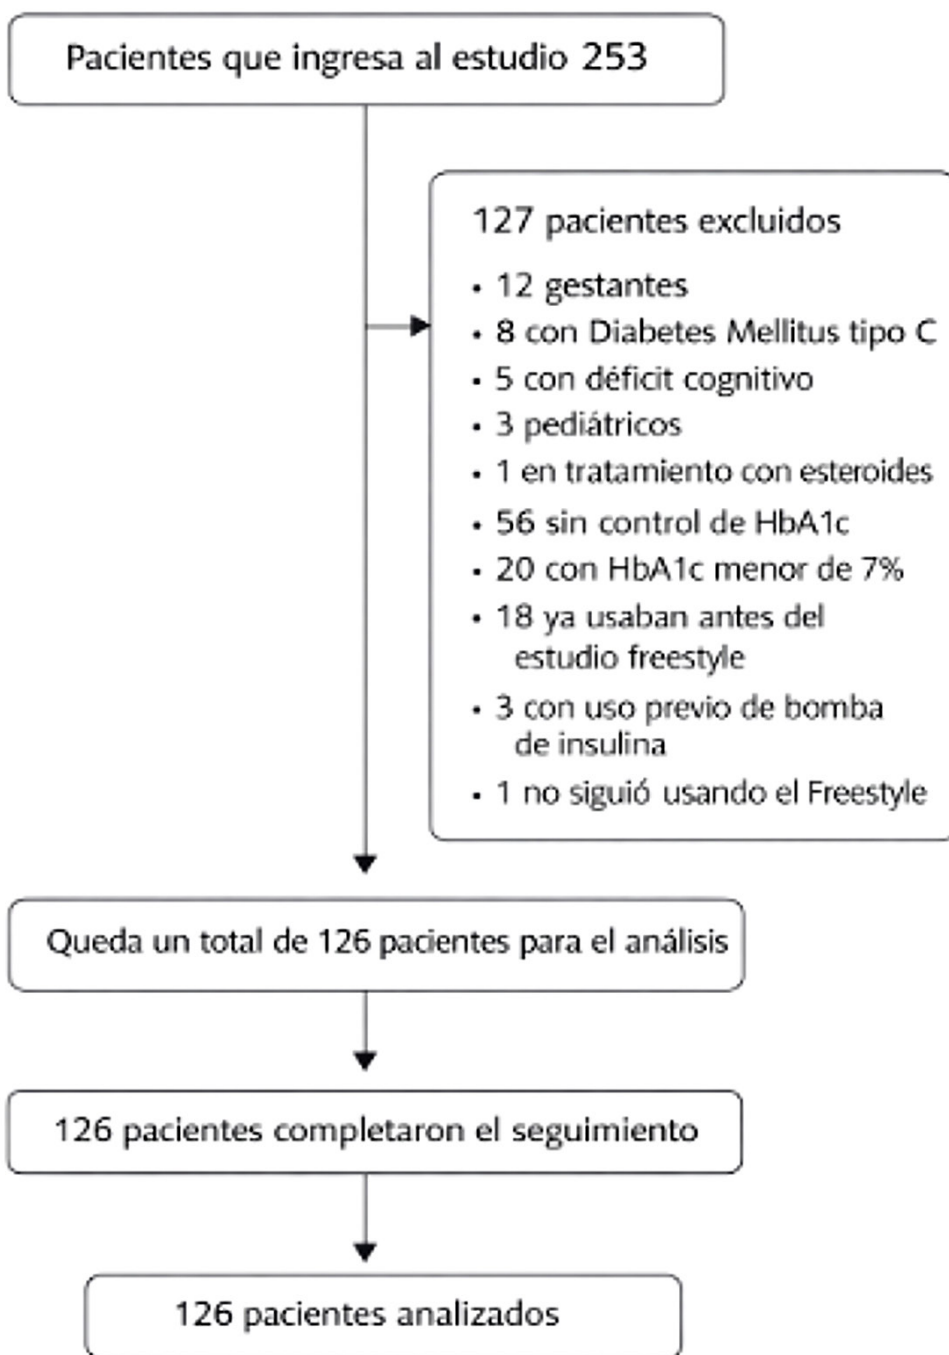 Pacientes que ingresa al estudio 253
127 pacientes excluidos
• 12 gestantes
• 8 con Diabetes Mellitus tipo C
• 5 con déficit cognitivo
• 3 pediátricos
• 1 en tratamiento con esteroides
• 56 sin control de HbA1c
• 20 con HbA1c menor de 7%
• 18 ya usaban antes del
estudio freestyle
• 3 con uso previo de bomba
de insulina
• 1 no siguió usando el Freestyle
Queda un total de 126 pacientes para el análisis
126 pacientes completaron el seguimiento
126 pacientes analizados